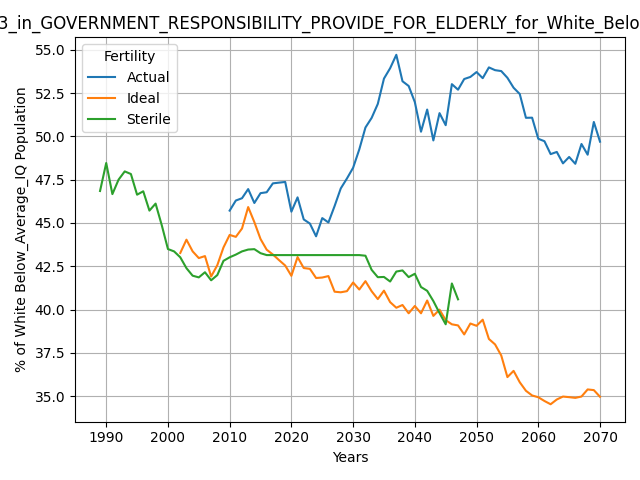 3_in_GOVERNMENT_RESPONSIBILITY_PROVIDE_FOR_ELDERLY_for_White_Belo
% of White Below_Average_IQ Population
55.0
52.5
50.0
47.5
45.0
42.5
40.0
37.5
35.0
Fertility
Actual
Ideal
Sterile
1990 2000 2010 2020 2030 2040 2050 2060 2070
Years